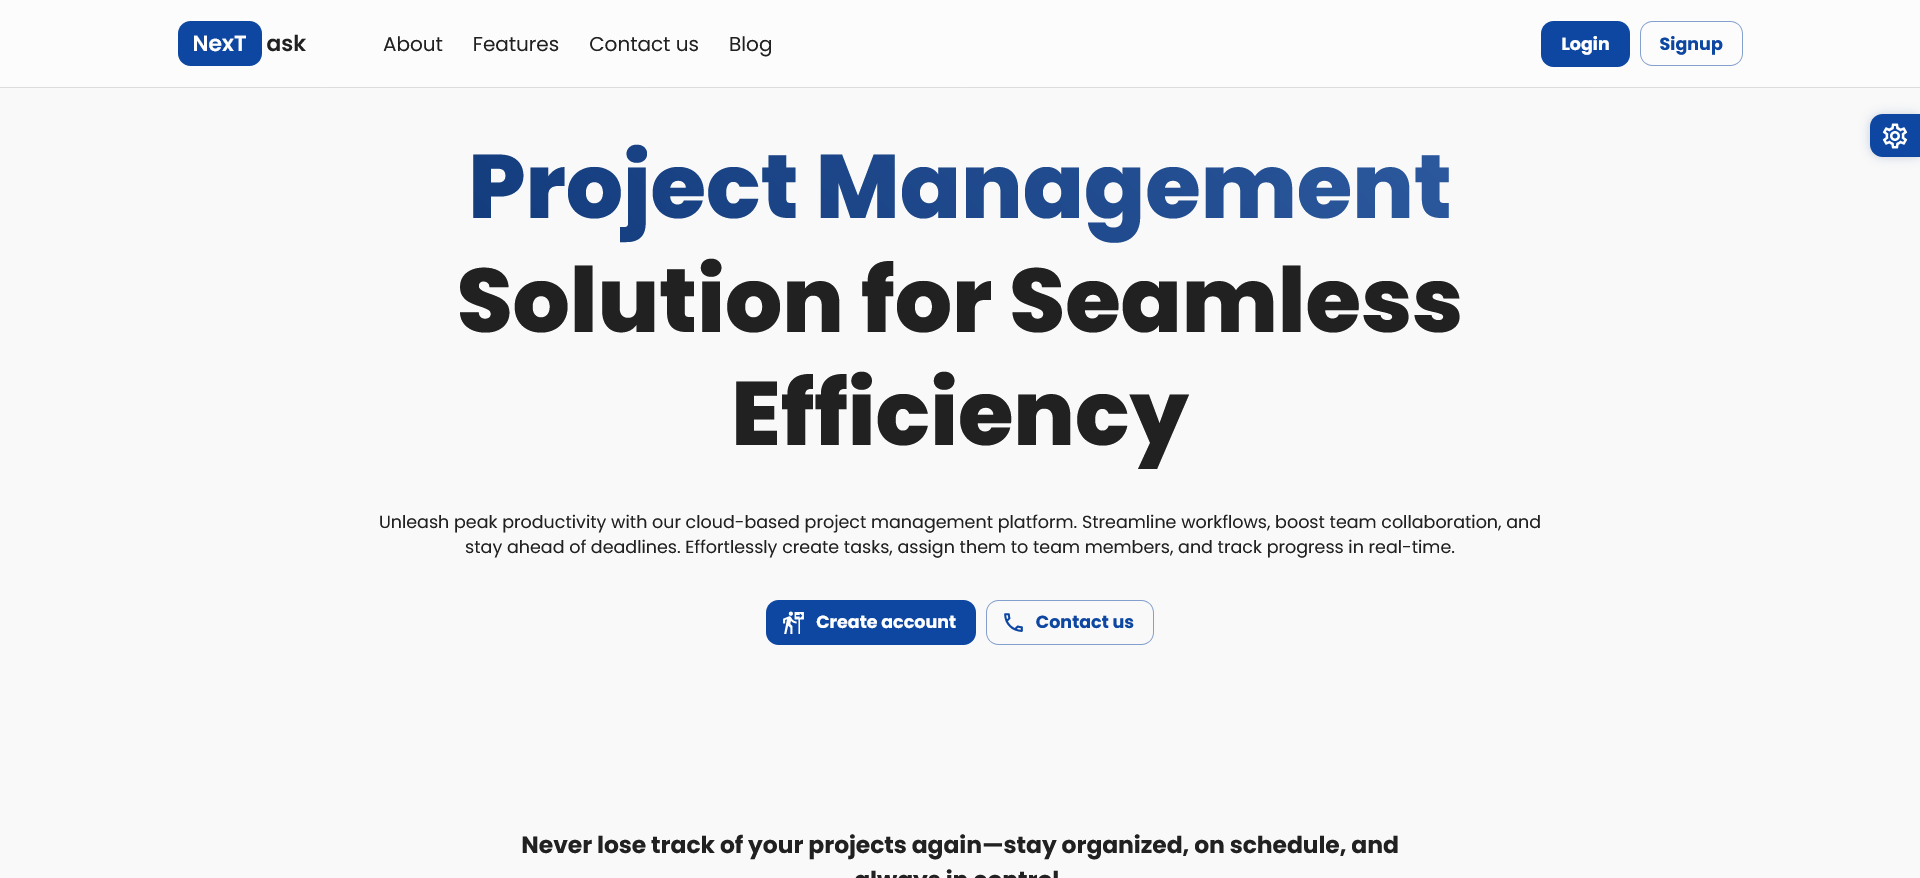 NexT ask
About
Features
Contact us
Blog
Login
Signup
Project Management
Solution for Seamless
Efficiency
Unleash peak productivity with our cloud-based project management platform. Streamline workflows, boost team collaboration, and
stay ahead of deadlines. Effortlessly create tasks, assign them to team members, and track progress in real-time.
Create account
Contact us
Never lose track of your projects again—stay organized, on schedule, and
always in control